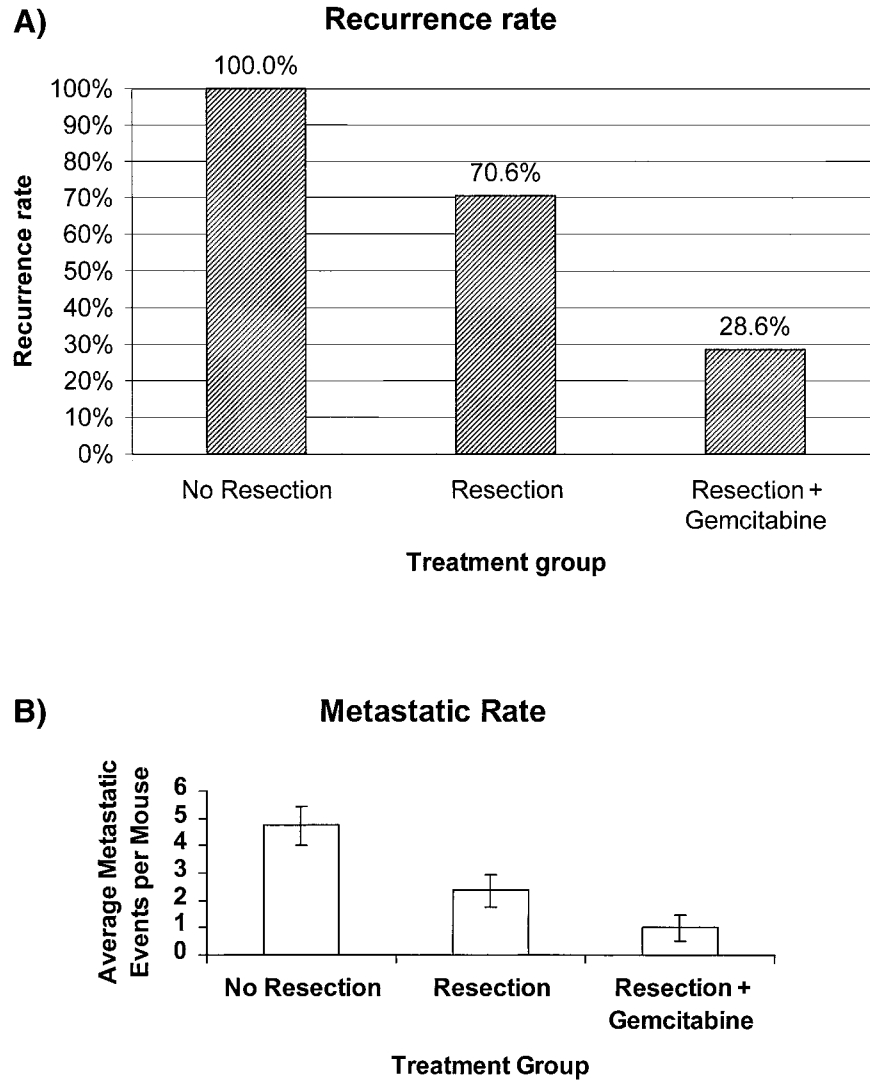 A)
Recurrence rate
100.0%
70.6%
28.6%
Recurrence rate
100%
90%
80%
70%
60%
50%
40%
30%
20%
10%
0%
No Resection
Resection
Resection +
Gemcitabine
Treatment group
B)
Metastatic Rate
Average Metastatic
Events per Mouse
6
5
4
3
2
1
0
No Resection
Resection
Resection +
Gemcitabine
Treatment Group